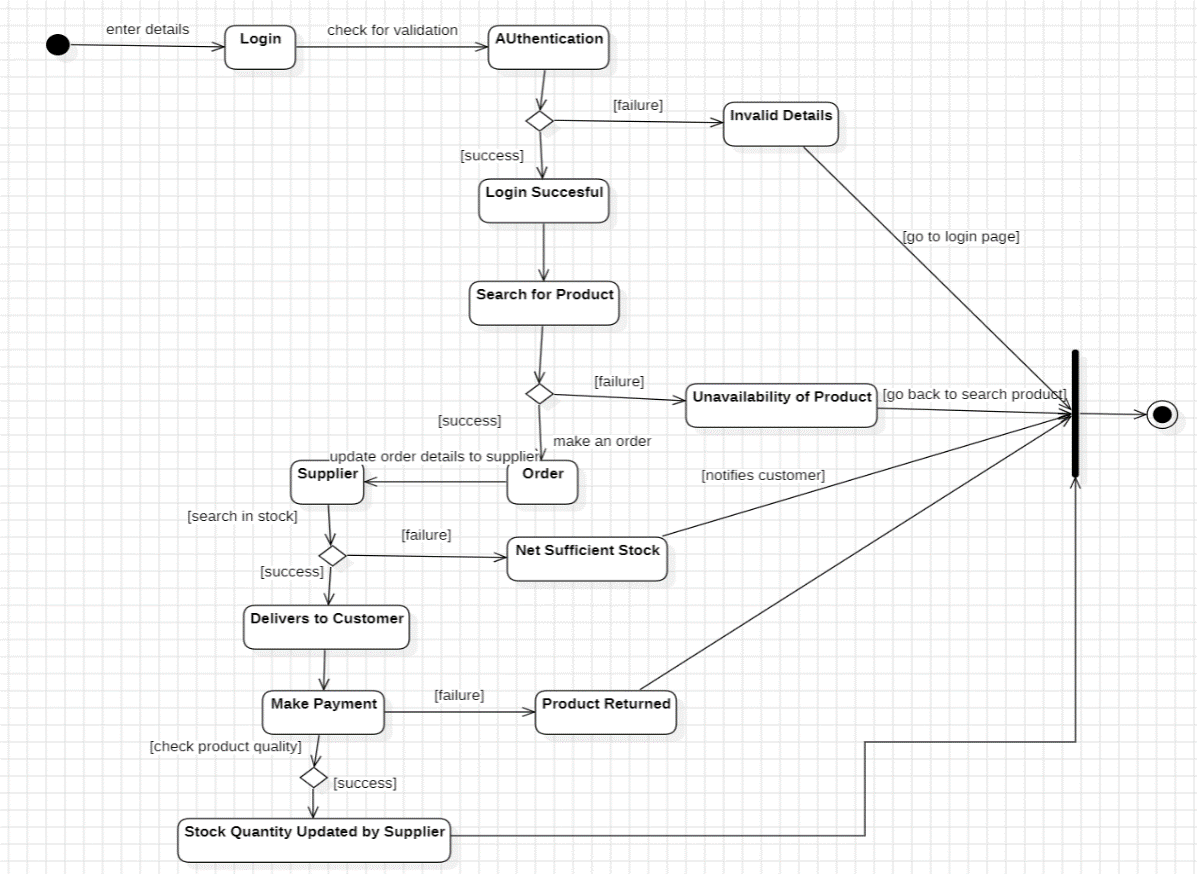 enter details
Login
check for validation
AUthentication
[failure]
Invalid Details
[success]
Login Succesful
[go to login page]
Search for Product
[failure]
Unavailability of Product
[go back to search product]
[success]
make an order
update order details to supplier
Supplier
Order
[notifies customer]
[search in stock]
[failure]
Net Sufficient Stock
[success]
Delivers to Customer
Make Payment
[failure]
Product Returned
[check product quality]
[success]
Stock Quantity Updated by Supplier